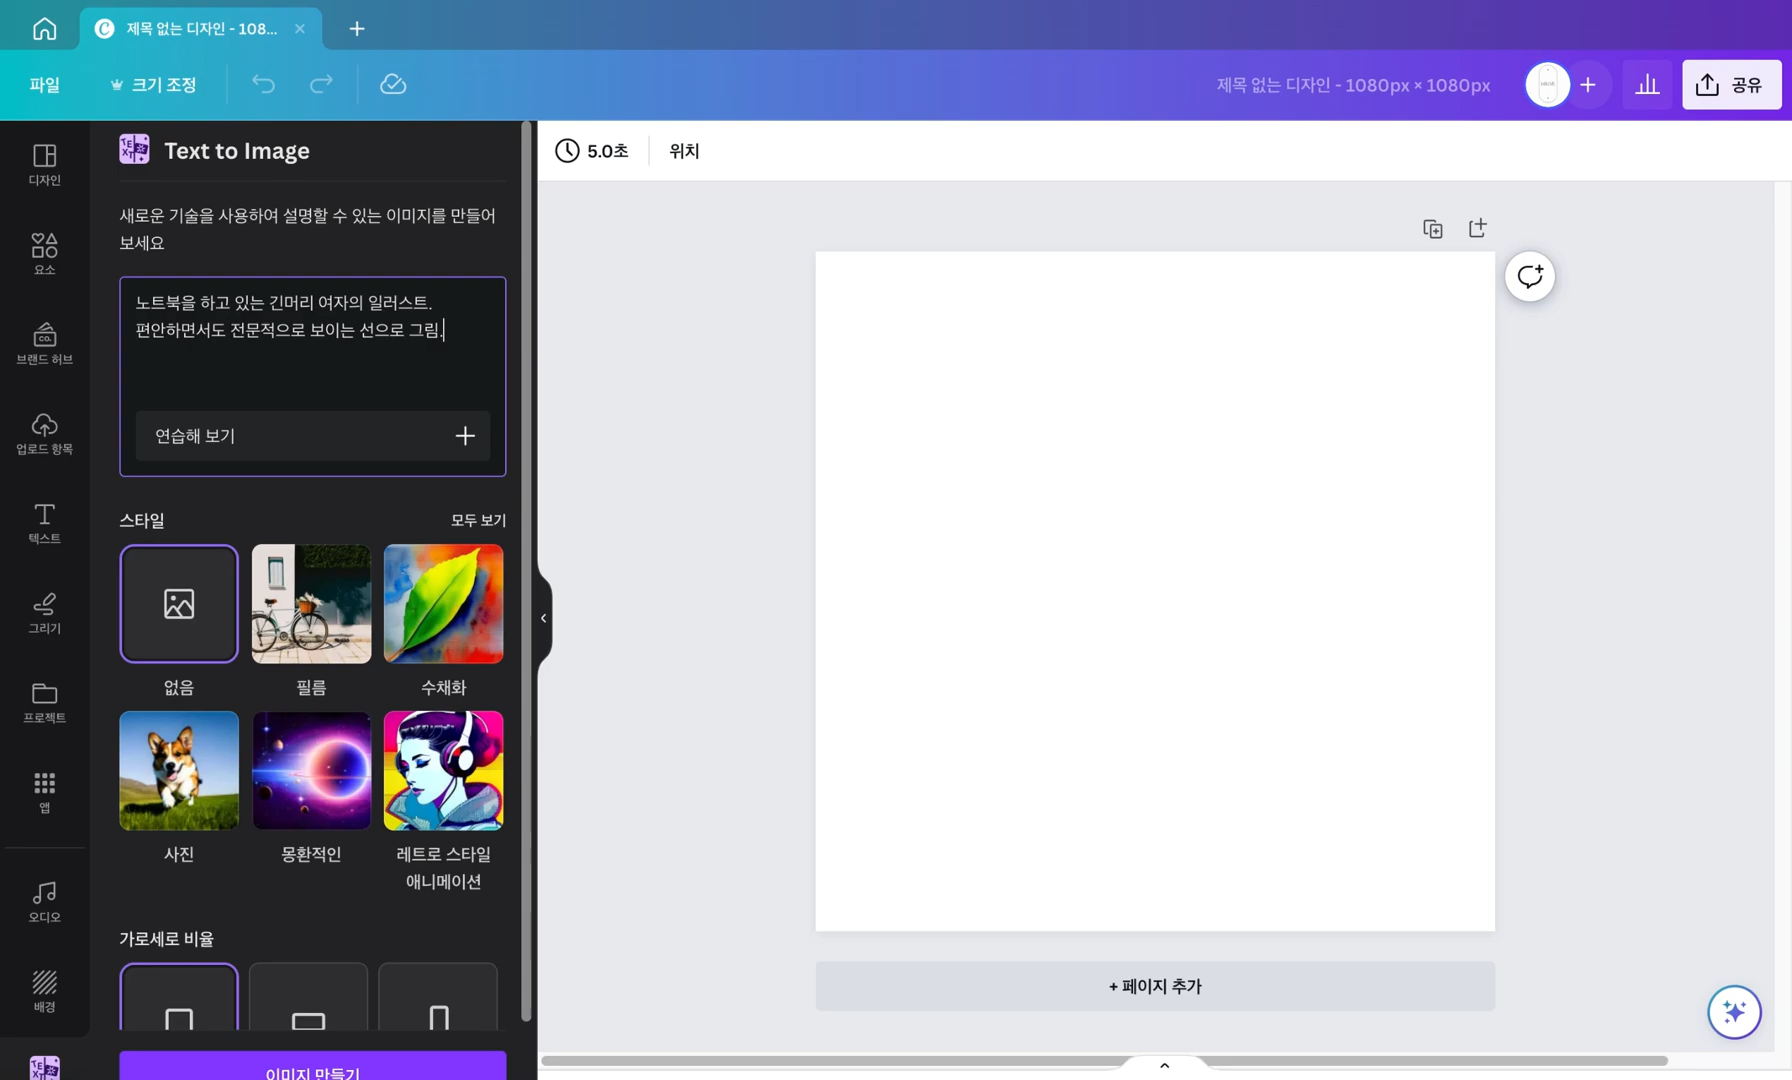 제목 없는 디자인 - 108...
파일
크기 조정
제목 없는 디자인 - 1080px × 1080px
공유
디자인
요소
브랜드 허브
업로드 항목
텍스트
그리기
프로젝트
앱
오디오
배경
Text to Image
새로운 기술을 사용하여 설명할 수 있는 이미지를 만들어
보세요
노트북을 하고 있는 긴머리 여자의 일러스트.
편안하면서도 전문적으로 보이는 선으로 그림.
연습해 보기
스타일
모두 보기
없음
필름
수채화
사진
몽환적인
레트로 스타일
애니메이션
가로세로 비율
이미지 만들기
5.0초
위치
+ 페이지 추가